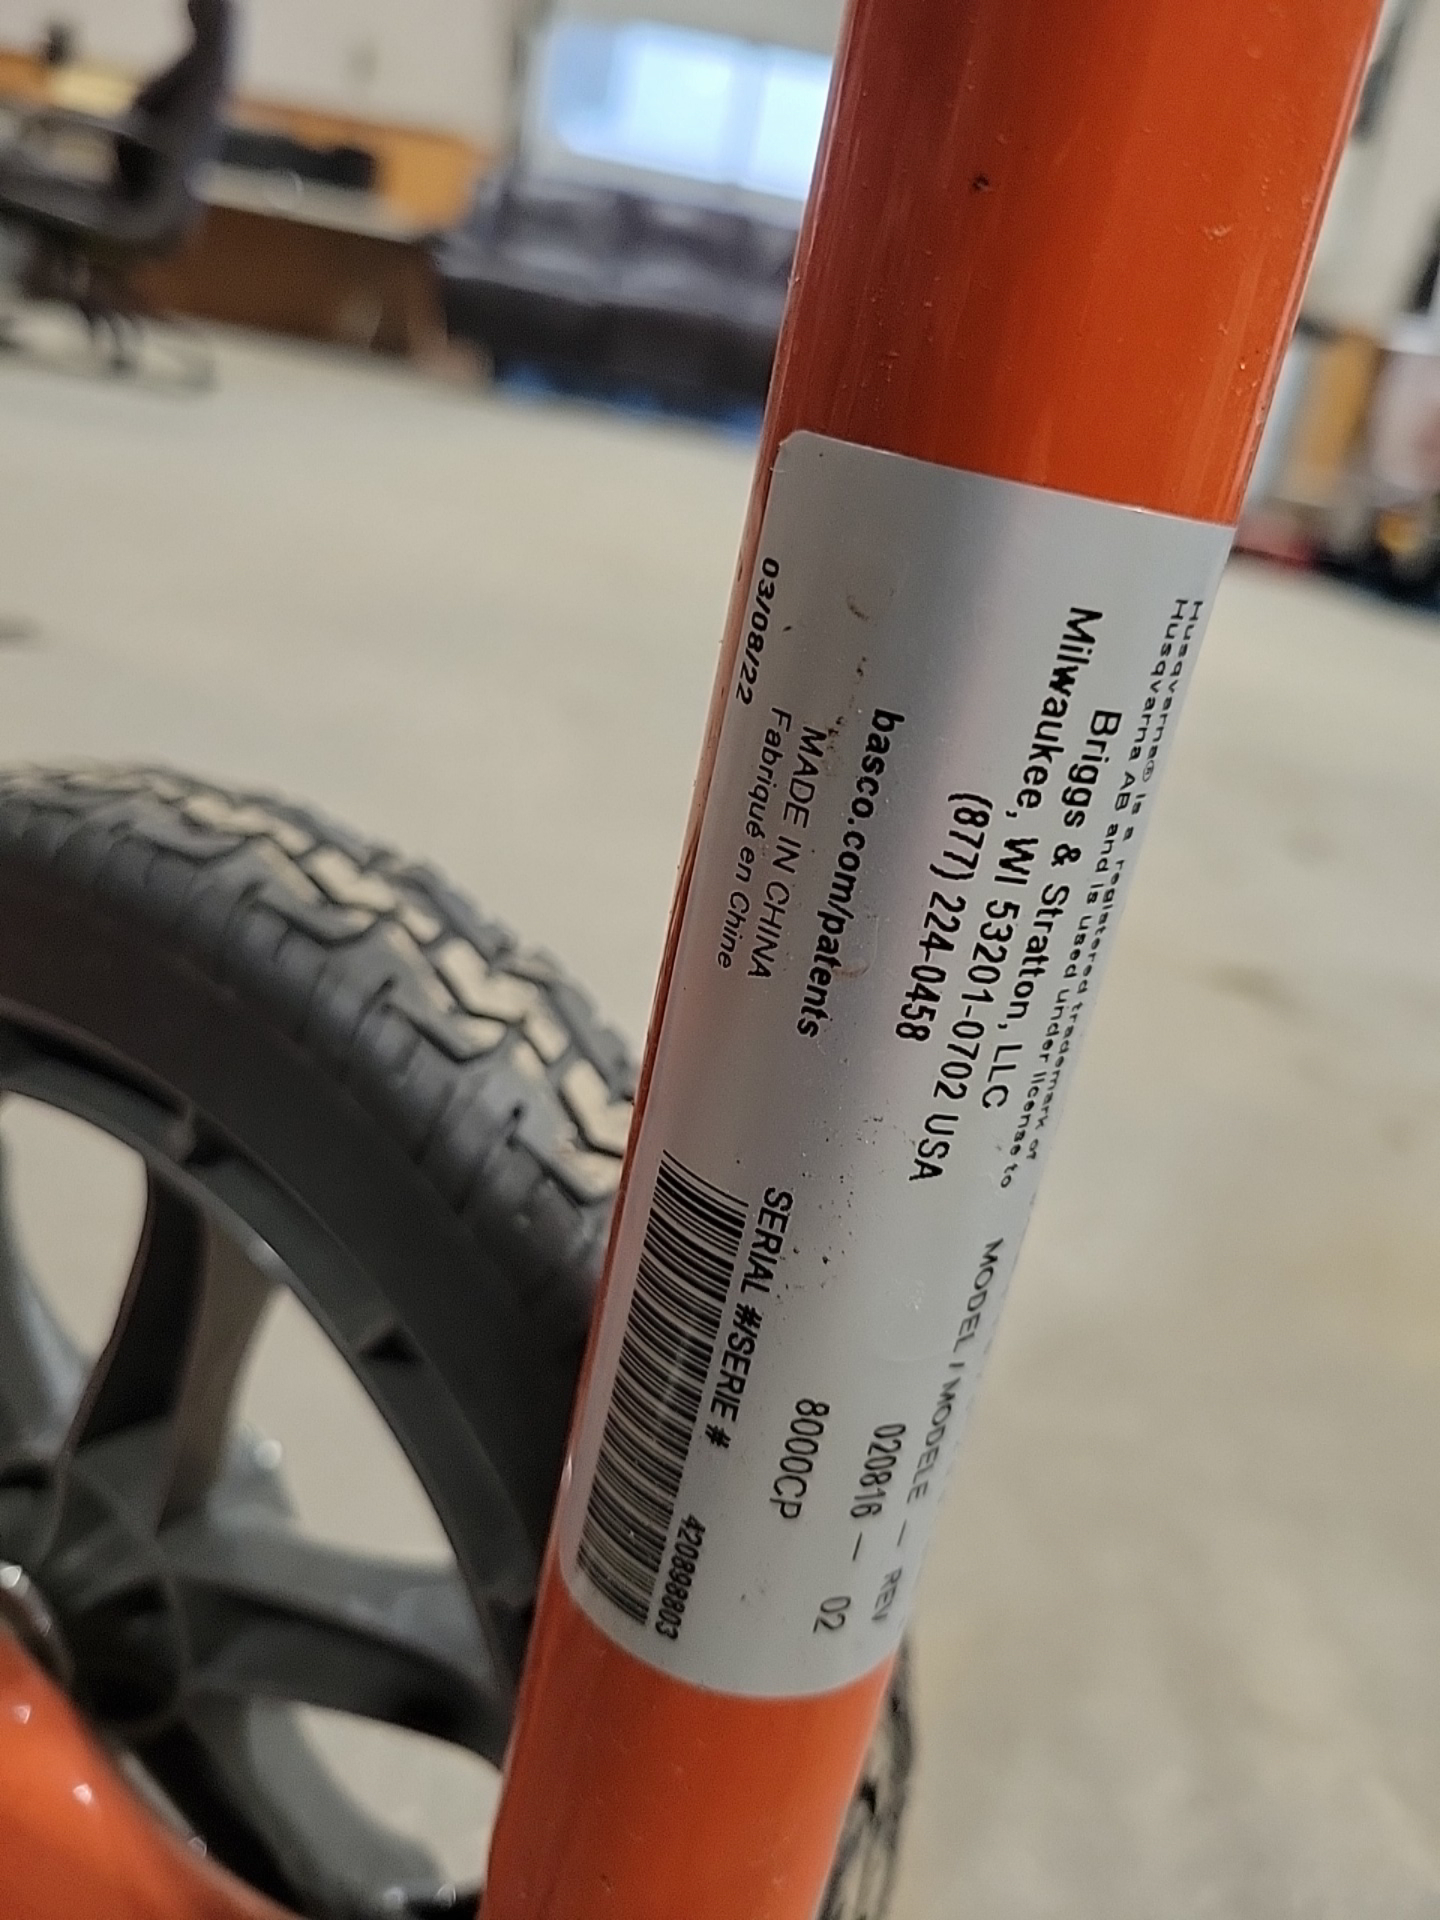 Husqvarna® is a registered trademark of
Husqvarna AB and is used under license to
Briggs & Stratton, LLC
Milwaukee, WI 53201-0702 USA
(877) 224-0458
basco.com/patents
MADE IN CHINA
Fabriqué en Chine
03/08/22
MODEL / MODELE – REV
020816 – 02
8000CP
SERIAL #/SERIE #
420898803